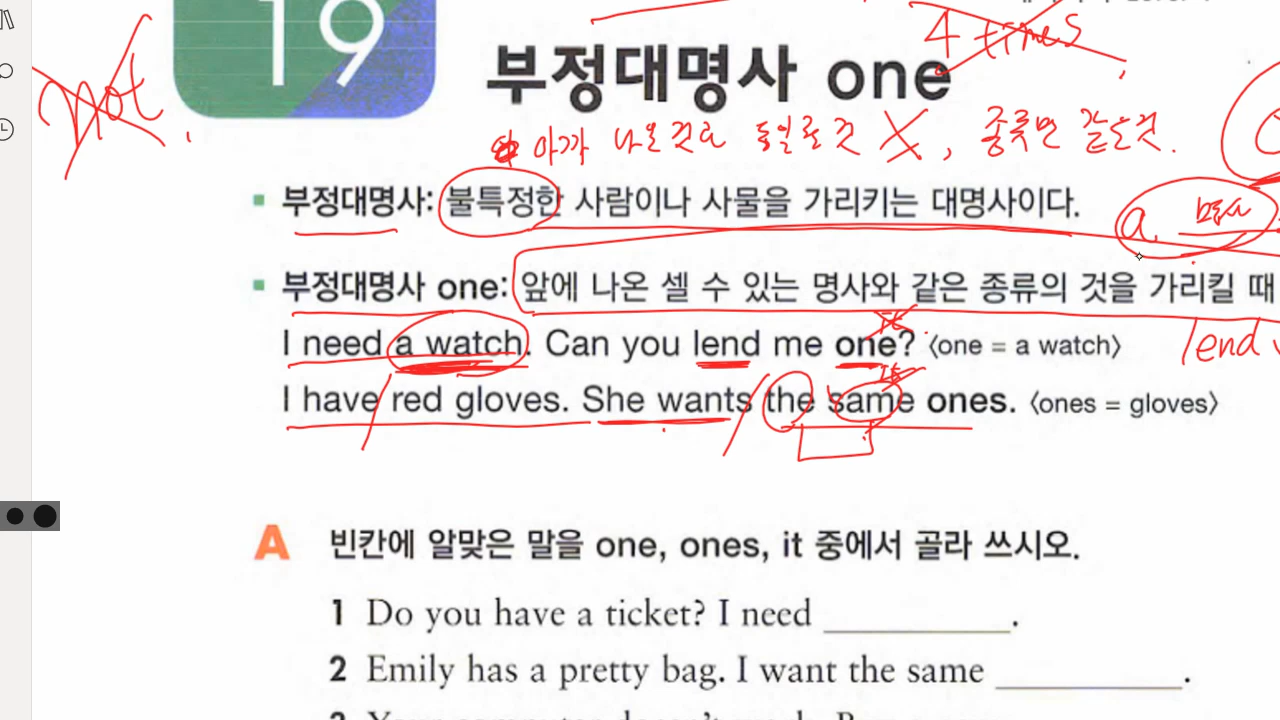 4 times
19
not.
부정대명사 one
아까 나온 것과 동일한 것 X, 종류만 같은 것.
부정대명사: 불특정한 사람이나 사물을 가리키는 대명사이다.
a
부정대명사 one: 앞에 나온 셀 수 있는 명사와 같은 종류의 것을 가리킬 때
it
I need a watch. Can you lend me one? 〈one = a watch〉
lend
I have red gloves. She wants the same ones. 〈ones = gloves〉
A 빈칸에 알맞은 말을 one, ones, it 중에서 골라 쓰시오.
1 Do you have a ticket? I need ________.
2 Emily has a pretty bag. I want the same ________.